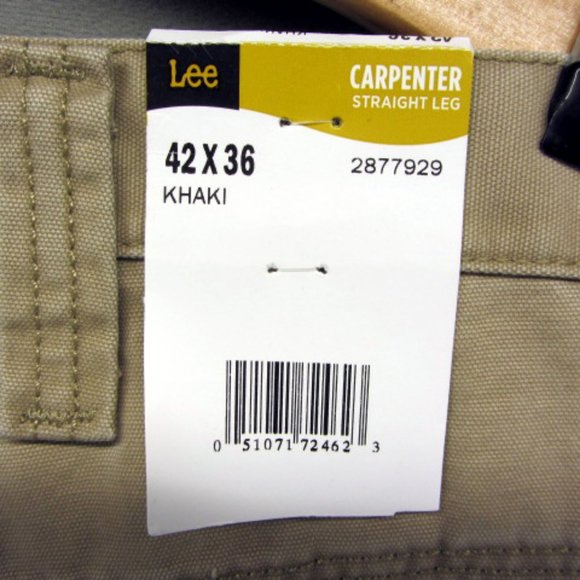 Lee
CARPENTER
STRAIGHT LEG
42 X 36
2877929
KHAKI
0 51071 72462 3